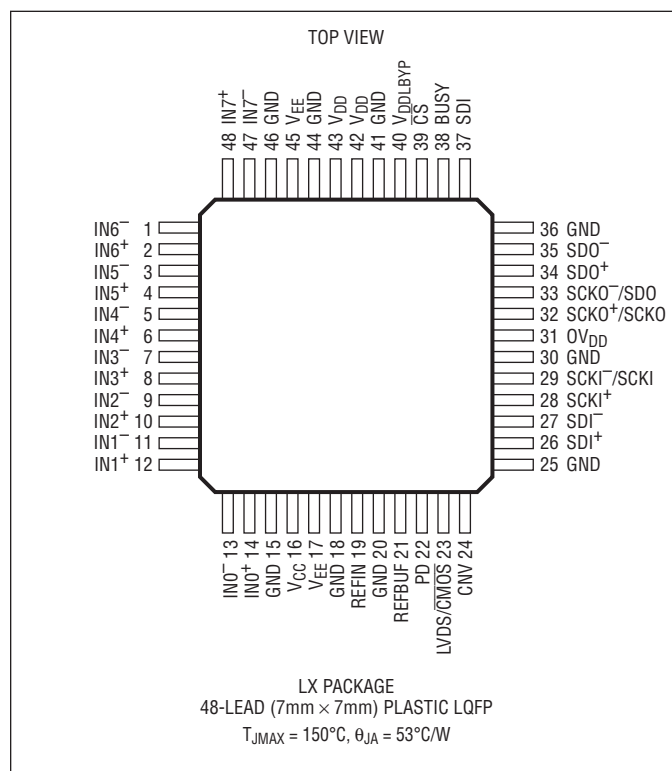 TOP VIEW
48 IN7⁺
47 IN7⁻
46 GND
45 VEE
44 GND
43 VDD
42 VDD
41 GND
40 VDDLBYP
39 C̅S̅
38 BUSY
37 SDI
IN6⁻ 1
IN6⁺ 2
IN5⁻ 3
IN5⁺ 4
IN4⁻ 5
IN4⁺ 6
IN3⁻ 7
IN3⁺ 8
IN2⁻ 9
IN2⁺ 10
IN1⁻ 11
IN1⁺ 12
36 GND
35 SDO⁻
34 SDO⁺
33 SCKO⁻/SDO
32 SCKO⁺/SCKO
31 OVDD
30 GND
29 SCKI⁻/SCKI
28 SCKI⁺
27 SDI⁻
26 SDI⁺
25 GND
IN0⁻ 13
IN0⁺ 14
GND 15
VCC 16
VEE 17
GND 18
REFIN 19
GND 20
REFBUF 21
PD 22
LVDS/C̅M̅O̅S̅ 23
CNV 24
LX PACKAGE
48-LEAD (7mm × 7mm) PLASTIC LQFP
TJMAX = 150°C, θJA = 53°C/W